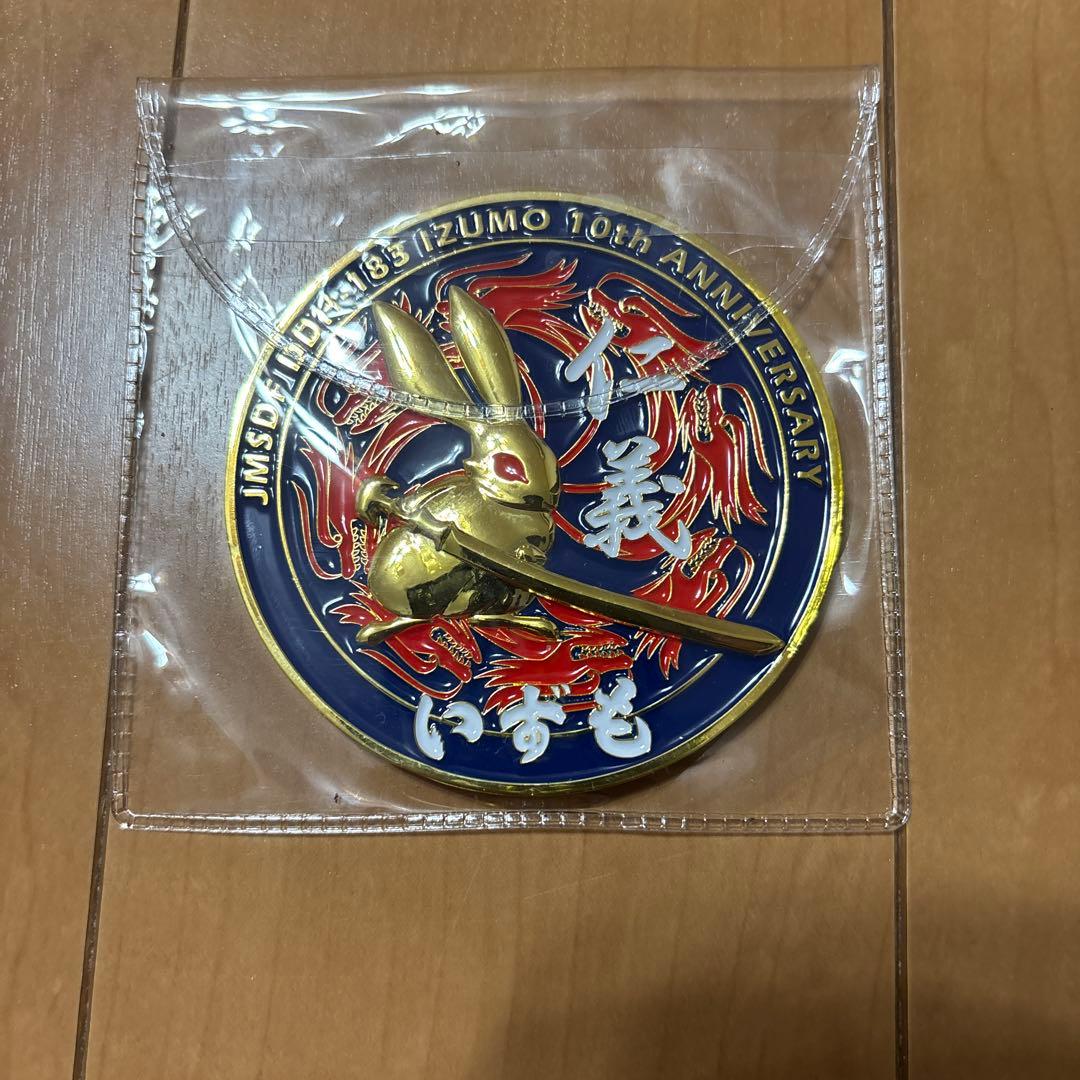 JMSDF DDH-183 IZUMO 10th ANNIVERSARY
仁義
いずも